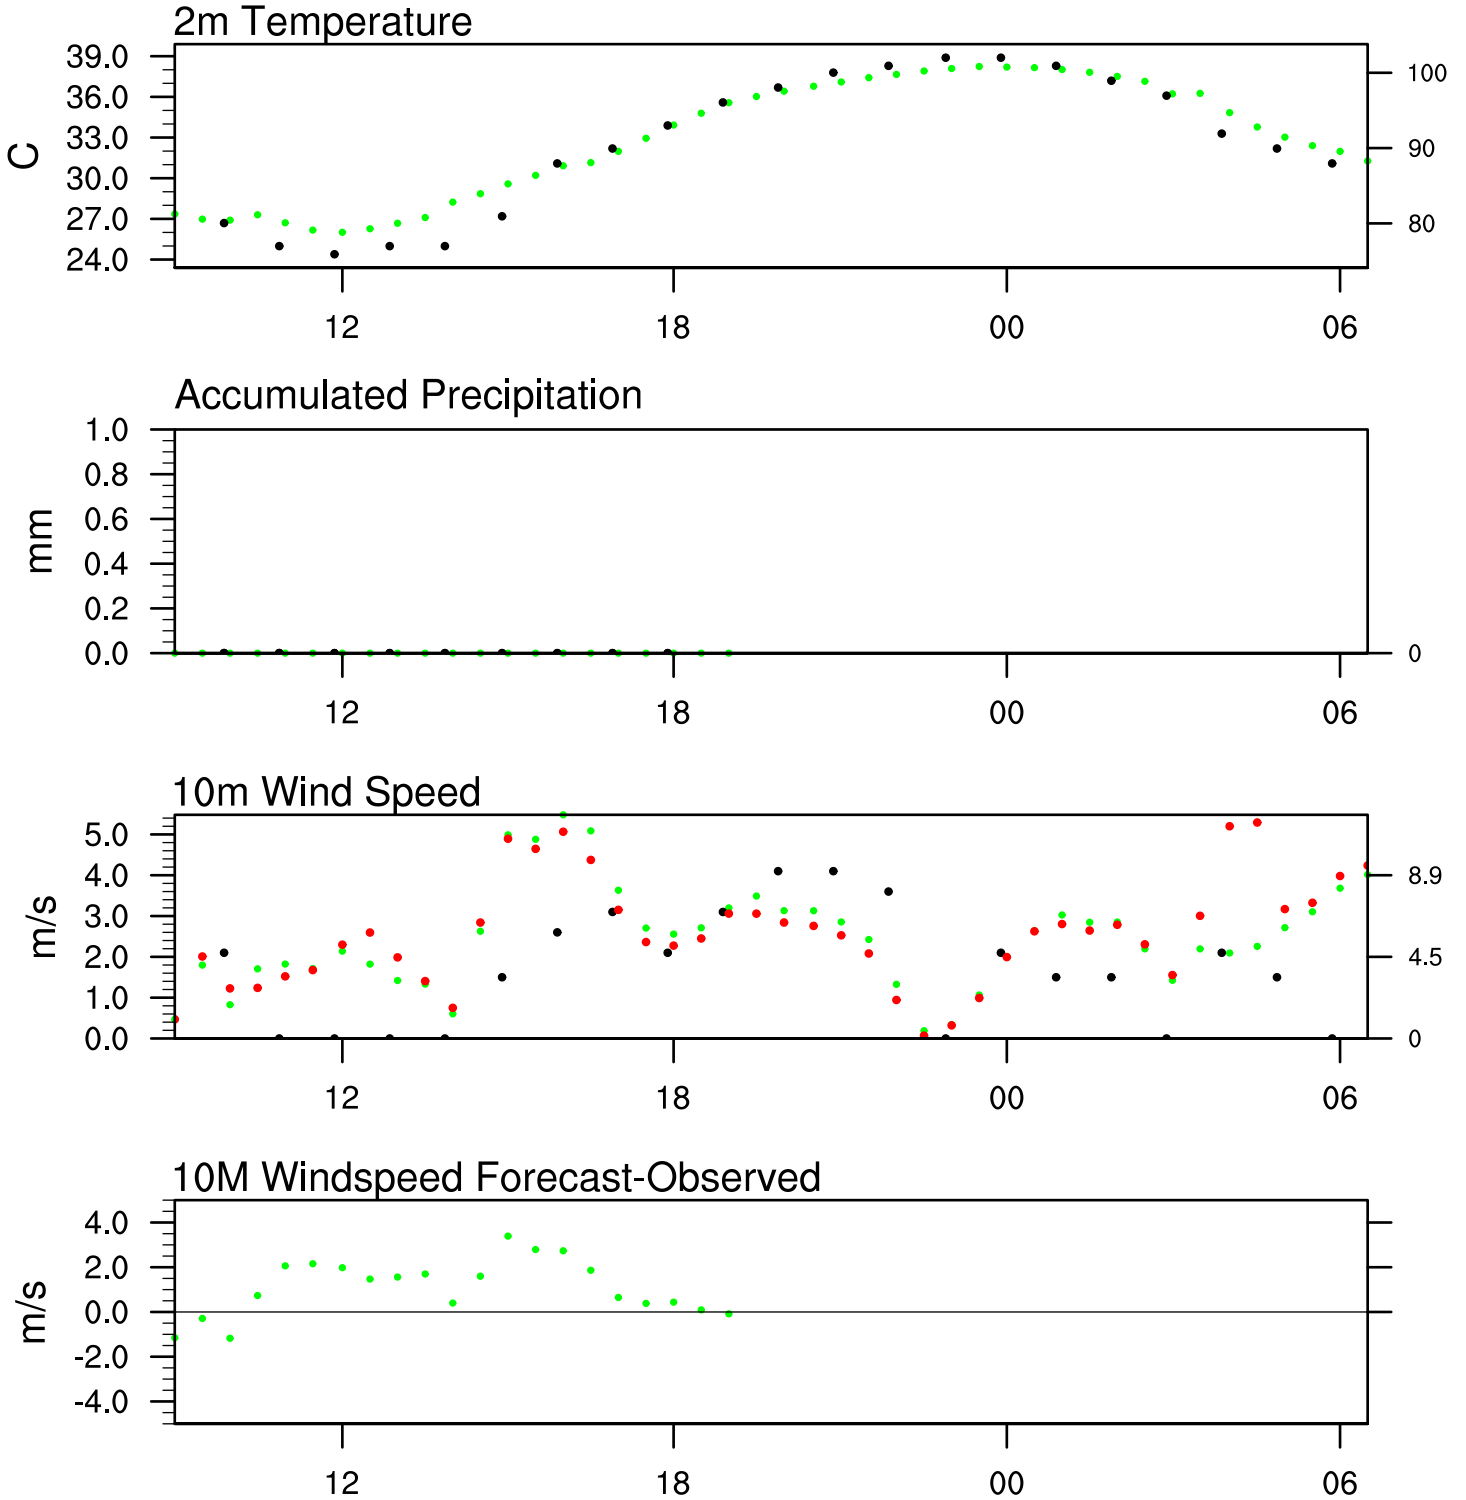 2m Temperature
39.0
36.0
33.0
30.0
27.0
24.0
C
100
90
80
12 18 00 06
Accumulated Precipitation
1.0
0.8
0.6
0.4
0.2
0.0
mm
0
12 18 00 06
10m Wind Speed
5.0
4.0
3.0
2.0
1.0
0.0
m/s
8.9
4.5
0
12 18 00 06
10M Windspeed Forecast-Observed
4.0
2.0
0.0
-2.0
-4.0
m/s
12 18 00 06